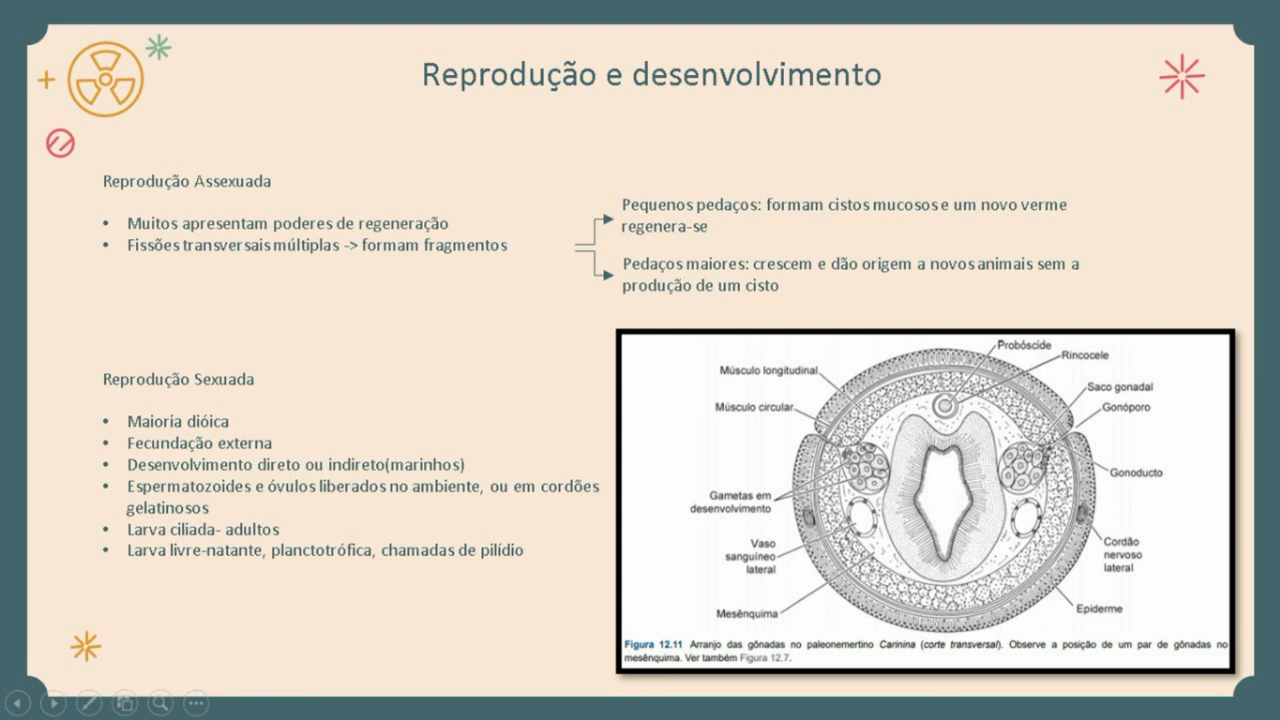 Reprodução e desenvolvimento
Reprodução Assexuada
• Muitos apresentam poderes de regeneração
• Fissões transversais múltiplas -> formam fragmentos
Pequenos pedaços: formam cistos mucosos e um novo verme
regenera-se
Pedaços maiores: crescem e dão origem a novos animais sem a
produção de um cisto
Reprodução Sexuada
• Maioria dióica
• Fecundação externa
• Desenvolvimento direto ou indireto(marinhos)
• Espermatozoides e óvulos liberados no ambiente, ou em cordões
gelatinosos
• Larva ciliada- adultos
• Larva livre-natante, planctotrófica, chamadas de pilídio
Probóscide
Rincocele
Músculo longitudinal
Saco gonadal
Músculo circular
Gonóporo
Gonoducto
Gametas em
desenvolvimento
Vaso
sanguíneo
lateral
Cordão
nervoso
lateral
Mesênquima
Epiderme
Figura 12.11 Arranjo das gônadas no paleonemertino Carinina (corte transversal). Observe a posição de um par de gônadas no
mesênquima. Ver também Figura 12.7.